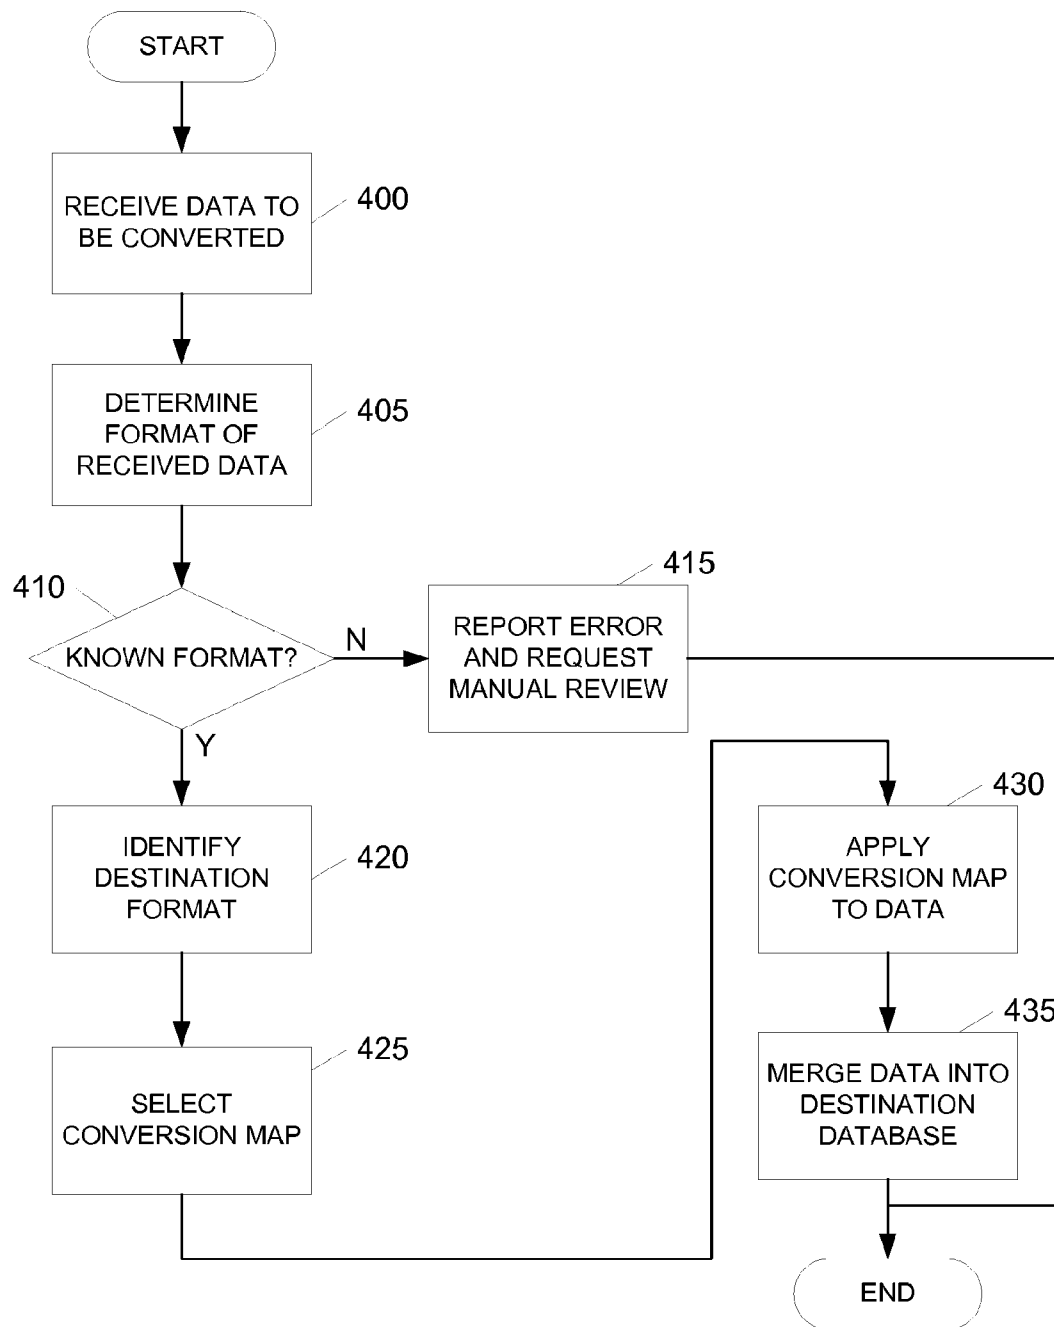 START
RECEIVE DATA TO
BE CONVERTED
400
DETERMINE
FORMAT OF
RECEIVED DATA
405
410
KNOWN FORMAT?
N
Y
415
REPORT ERROR
AND REQUEST
MANUAL REVIEW
IDENTIFY
DESTINATION
FORMAT
420
SELECT
CONVERSION MAP
425
430
APPLY
CONVERSION MAP
TO DATA
435
MERGE DATA INTO
DESTINATION
DATABASE
END